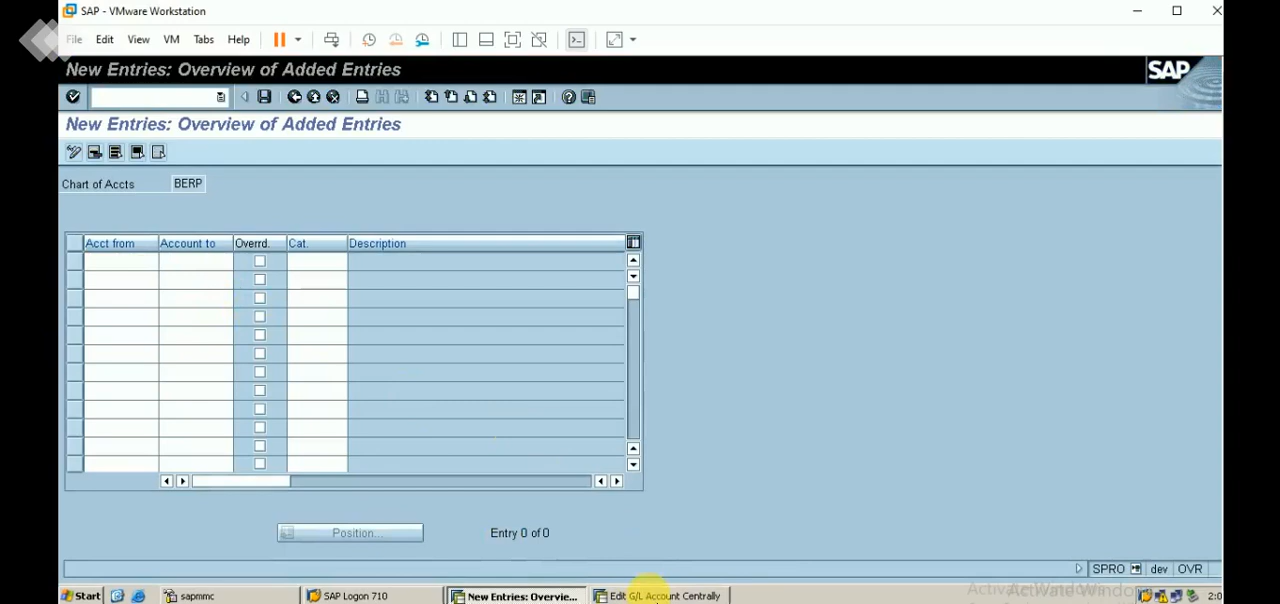 SAP - VMware Workstation
File Edit View VM Tabs Help
New Entries: Overview of Added Entries
SAP
New Entries: Overview of Added Entries
Chart of Accts BERP
Acct from Account to Overrd. Cat. Description
Position... Entry 0 of 0
SPRO dev OVR
Start sapmmc SAP Logon 710 New Entries: Overvie... Edit G/L Account Centrally